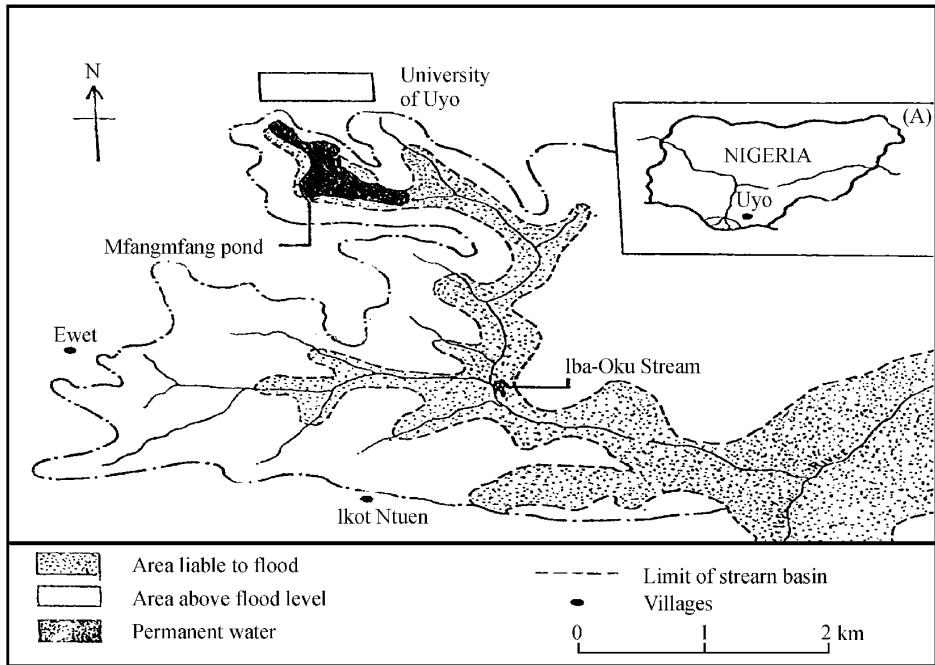 N
University
of Uyo
(A)
NIGERIA
Uyo
Mfangmfang pond
Ewet
Iba-Oku Stream
Ikot Ntuen
Area liable to flood
Area above flood level
Permanent water
Limit of strearn basin
Villages
0 1 2 km